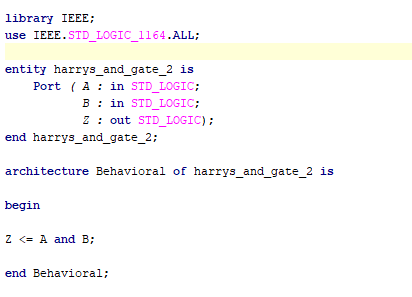 library IEEE;
use IEEE.STD_LOGIC_1164.ALL;
entity harrys_and_gate_2 is
Port ( A : in STD_LOGIC;
B : in STD_LOGIC;
Z : out STD_LOGIC);
end harrys_and_gate_2;
architecture Behavioral of harrys_and_gate_2 is
begin
Z <= A and B;
end Behavioral;